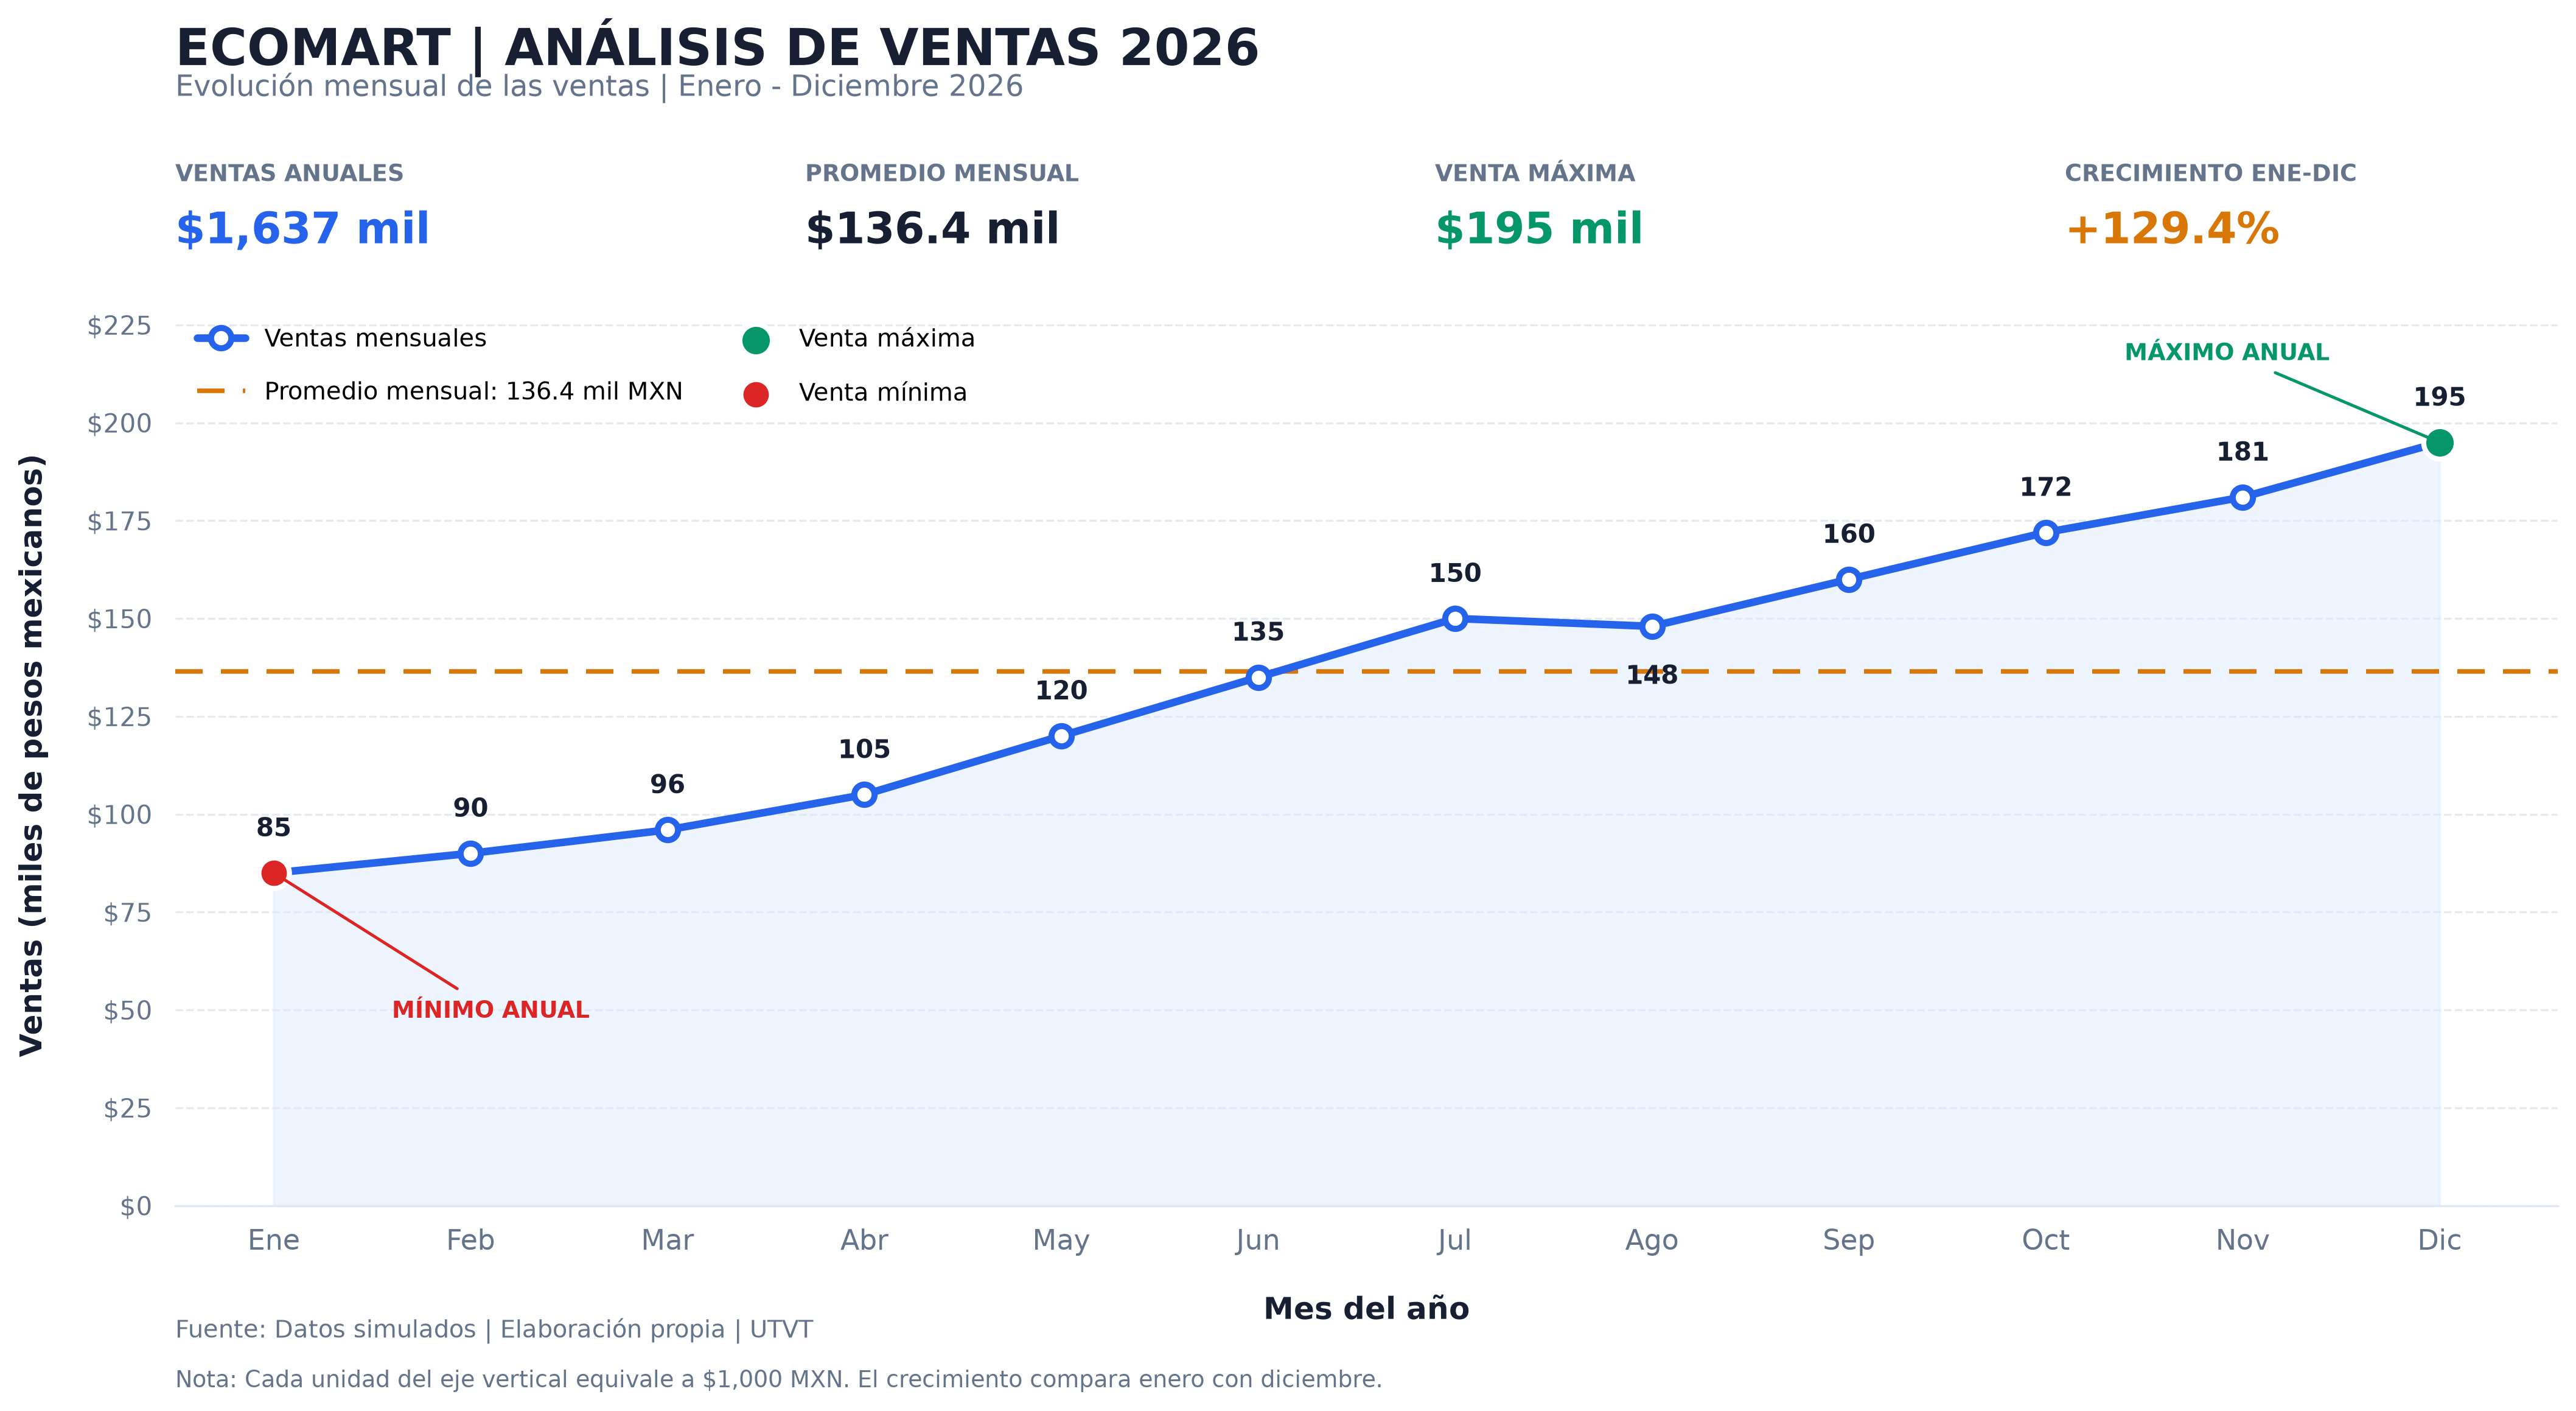 ECOMART | ANÁLISIS DE VENTAS 2026
Evolución mensual de las ventas | Enero - Diciembre 2026
VENTAS ANUALES
$1,637 mil
PROMEDIO MENSUAL
$136.4 mil
VENTA MÁXIMA
$195 mil
CRECIMIENTO ENE-DIC
+129.4%
Ventas mensuales
Promedio mensual: 136.4 mil MXN
Venta máxima
Venta mínima
Ventas (miles de pesos mexicanos)
$225
$200
$175
$150
$125
$100
$75
$50
$25
$0
85
90
96
105
120
135
150
148
160
172
181
195
MÁXIMO ANUAL
MÍNIMO ANUAL
Ene
Feb
Mar
Abr
May
Jun
Jul
Ago
Sep
Oct
Nov
Dic
Mes del año
Fuente: Datos simulados | Elaboración propia | UTVT
Nota: Cada unidad del eje vertical equivale a $1,000 MXN. El crecimiento compara enero con diciembre.